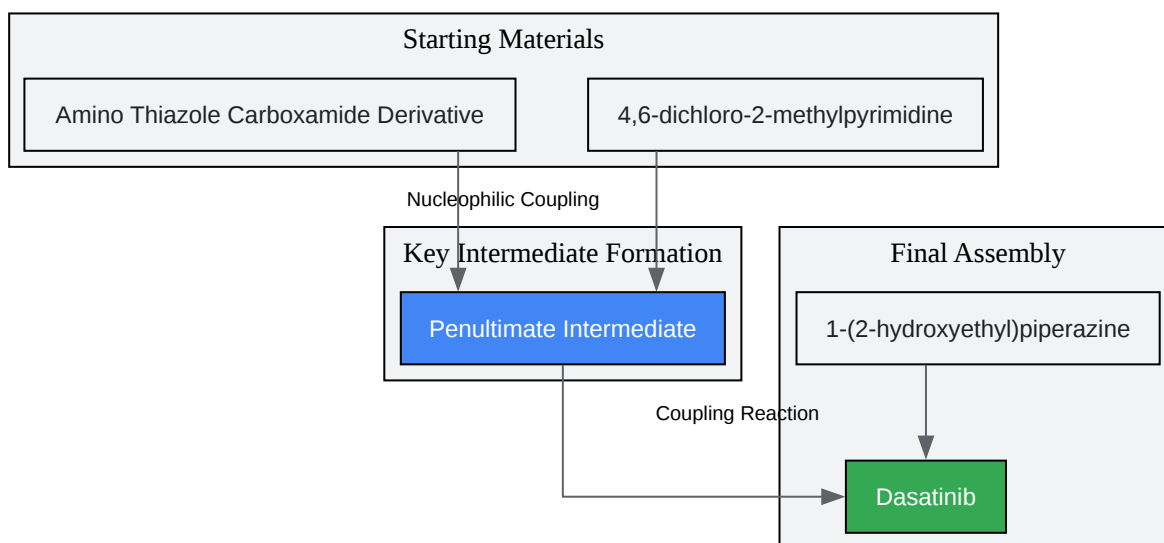 Starting Materials
Amino Thiazole Carboxamide Derivative
4,6-dichloro-2-methylpyrimidine
Nucleophilic Coupling
Key Intermediate Formation
Final Assembly
Penultimate Intermediate
1-(2-hydroxyethyl)piperazine
Coupling Reaction
Dasatinib